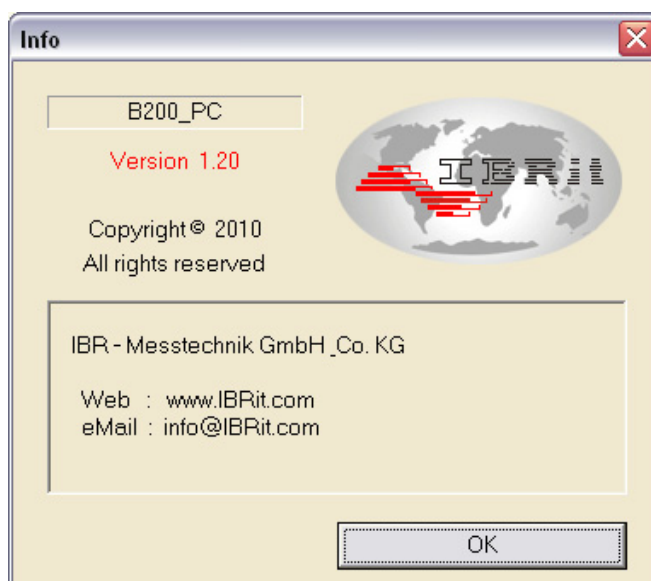 Info
B200_PC
Version 1.20
IBRit
Copyright © 2010
All rights reserved
IBR - Messtechnik GmbH _Co. KG
Web : www.IBRit.com
eMail : info@IBRit.com
OK